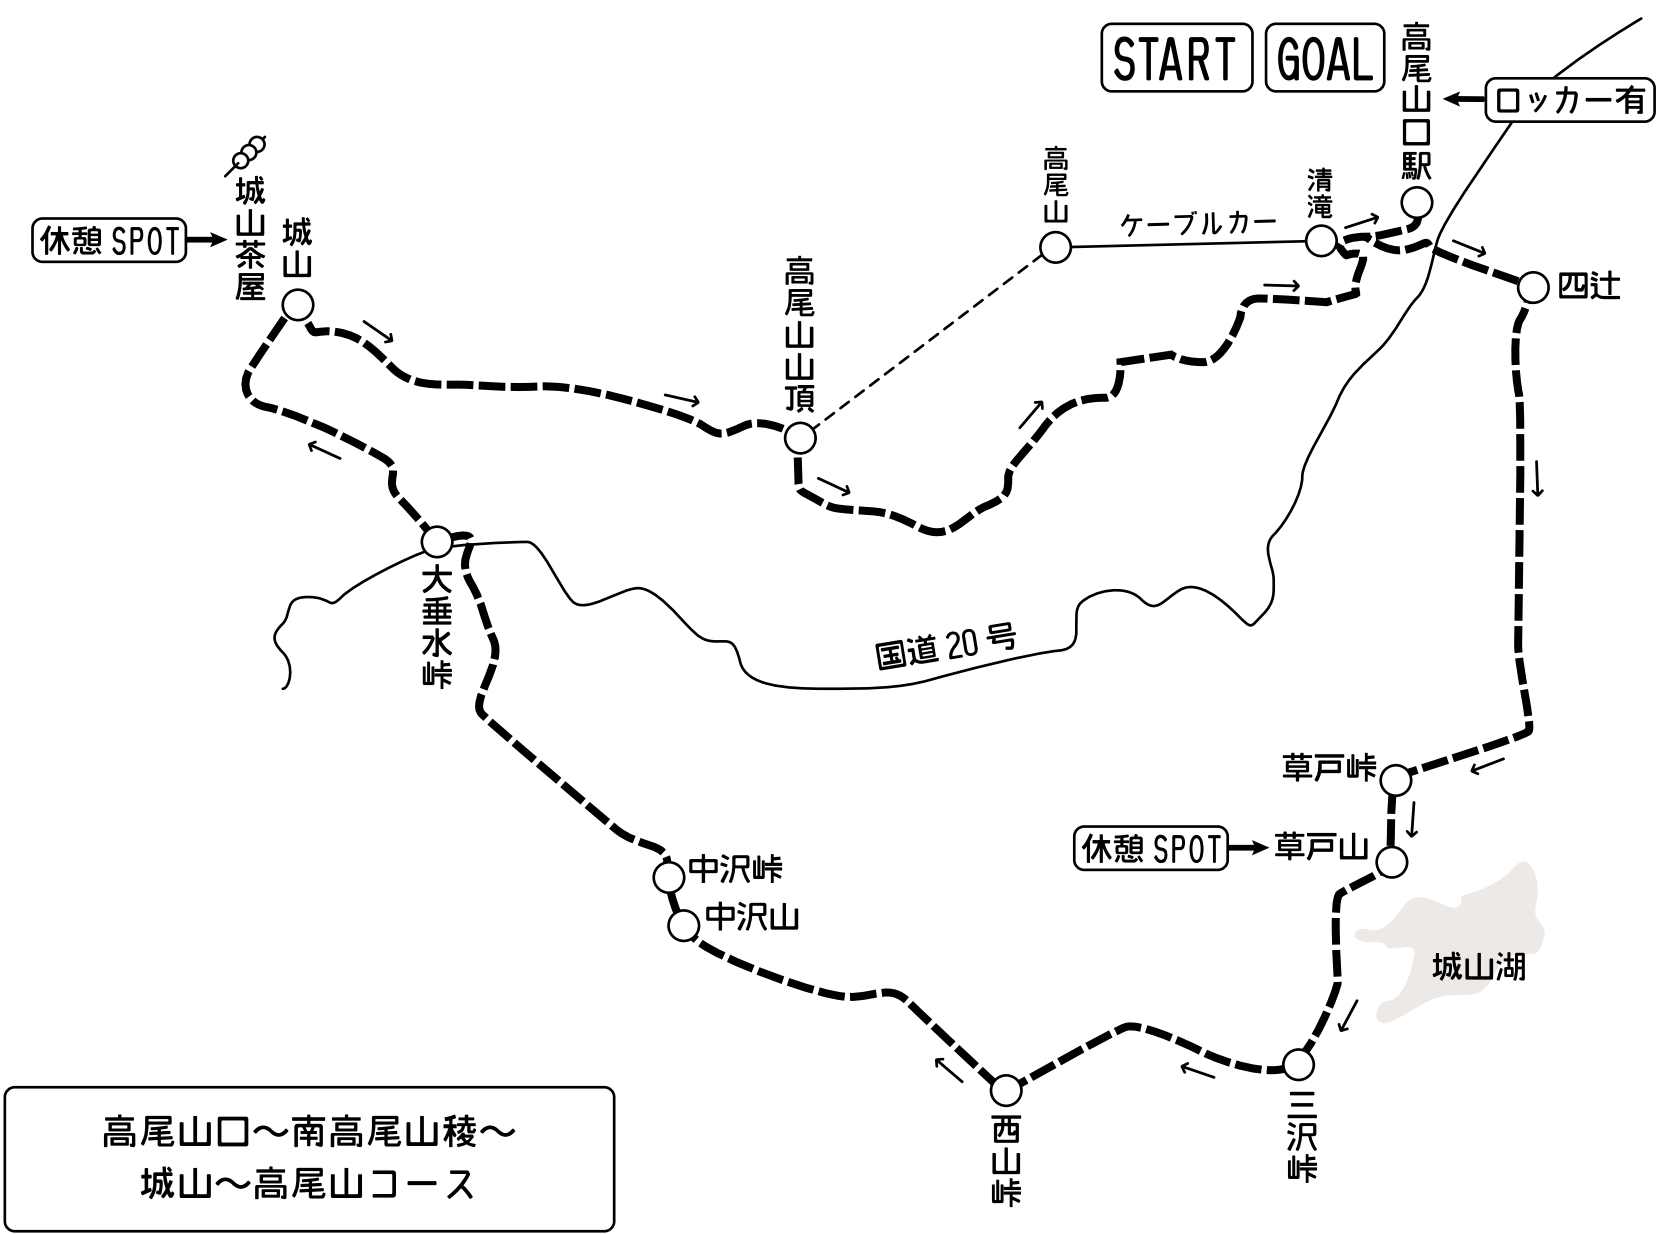 START
GOAL
高尾山口駅
ロッカー有
城山茶屋
城山
休憩 SPOT
高尾山
ケーブルカー
清滝
四辻
高尾山山頂
大垂水峠
国道 20 号
草戸峠
休憩 SPOT
草戸山
中沢峠
中沢山
城山湖
三沢峠
西山峠
高尾山口～南高尾山稜～
城山～高尾山コース